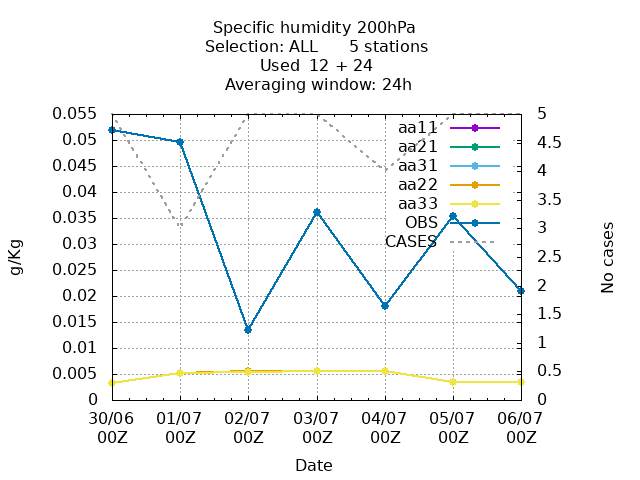 Specific humidity 200hPa
Selection: ALL      5 stations
Used  12 + 24
Averaging window: 24h
0.055
0.05
0.045
0.04
0.035
0.03
0.025
0.02
0.015
0.01
0.005
0
g/Kg
aa11
aa21
aa31
aa22
aa33
OBS
CASES
5
4.5
4
3.5
3
2.5
2
1.5
1
0.5
0
No cases
30/06 01/07 02/07 03/07 04/07 05/07 06/07
00Z 00Z 00Z 00Z 00Z 00Z 00Z
Date